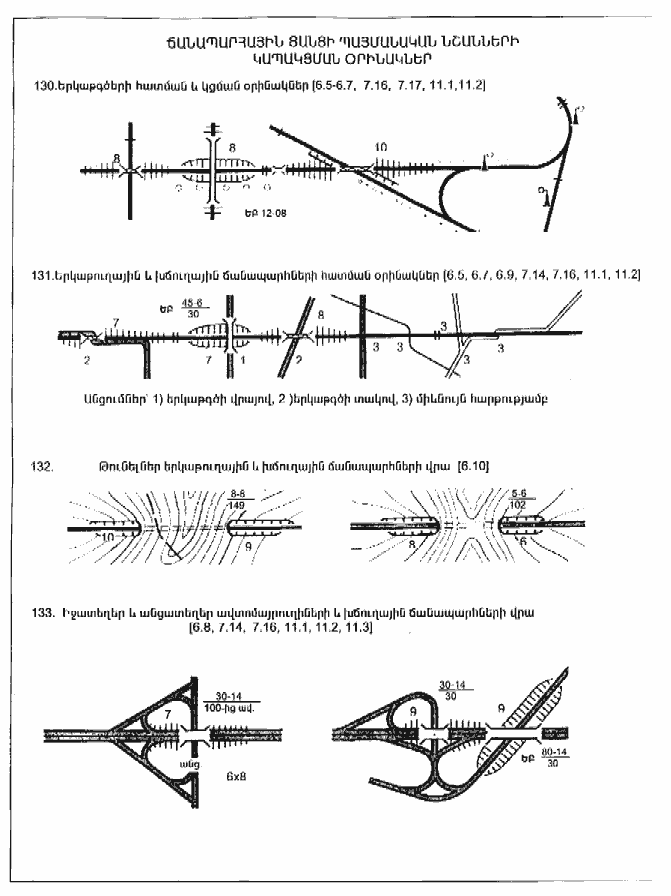 ՃԱՆԱՊԱՐՀԱՅԻՆ ՑԱՆՑԻ ՊԱՅՄԱՆԱԿԱՆ ՆՇԱՆՆԵՐԻ
ԿԱՊԱԿՑՄԱՆ ՕՐԻՆԱԿՆԵՐ
130.Երկաթգծերի հատման և կցման օրինակներ [6.5-6.7, 7.16, 7.17, 11.1,11.2]
8
8
10
ԵԲ 12-08
131.Երկաթուղային և խճուղային ճանապարհների հատման օրինակներ [6.5, 6.7, 6.9, 7.14, 7.16, 11.1, 11.2]
7
ԵԲ 45-6
30
8
3
2
7
1
2
3
3
3
3
Անցումներ՝ 1) երկաթգծի վրայով, 2 )երկաթգծի տակով, 3) միևնույն հարթությամբ
132. Թունելներ երկաթուղային և խճուղային ճանապարհների վրա [6.10]
8-8
149
5-6
102
10
9
8
6
133. Իջատեղեր և անցատեղեր ավտոմայրուղիների և խճուղային ճանապարհների վրա
[6.8, 7.14, 7.16, 11.1, 11.2, 11.3]
30-14
100-ից ավ.
7
անց.
6x8
30-14
30
9
9
ԵԲ 80-14
30